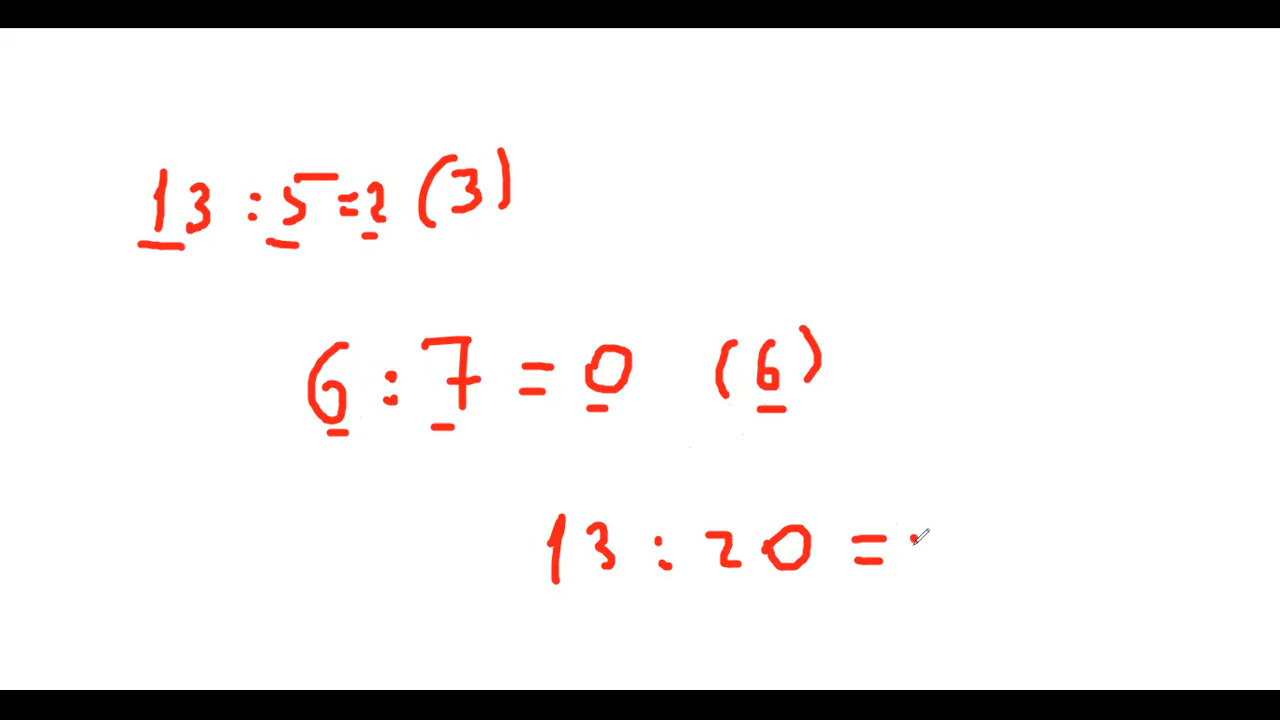 13 : 5 = 2 (3)
6 : 7 = 0 (6)
13 : 20 =